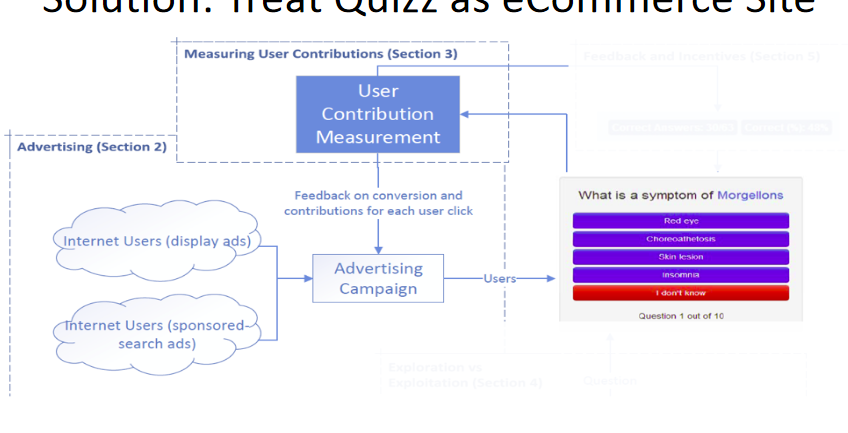 Solution: Treat Quizz as eCommerce Site
Measuring User Contributions (Section 3)
Feedback and Incentives (Section 5)
User
Contribution
Measurement
Advertising (Section 2)
Feedback on conversion and
contributions for each user click
What is a symptom of Morgellons
Red eye
Choreoathetosis
Skin lesion
Insomnia
I don't know
Question 1 out of 10
Internet Users (display ads)
Advertising
Campaign
Users
Internet Users (sponsored-
search ads)
Exploration vs
Exploitation (Section 4)
Question